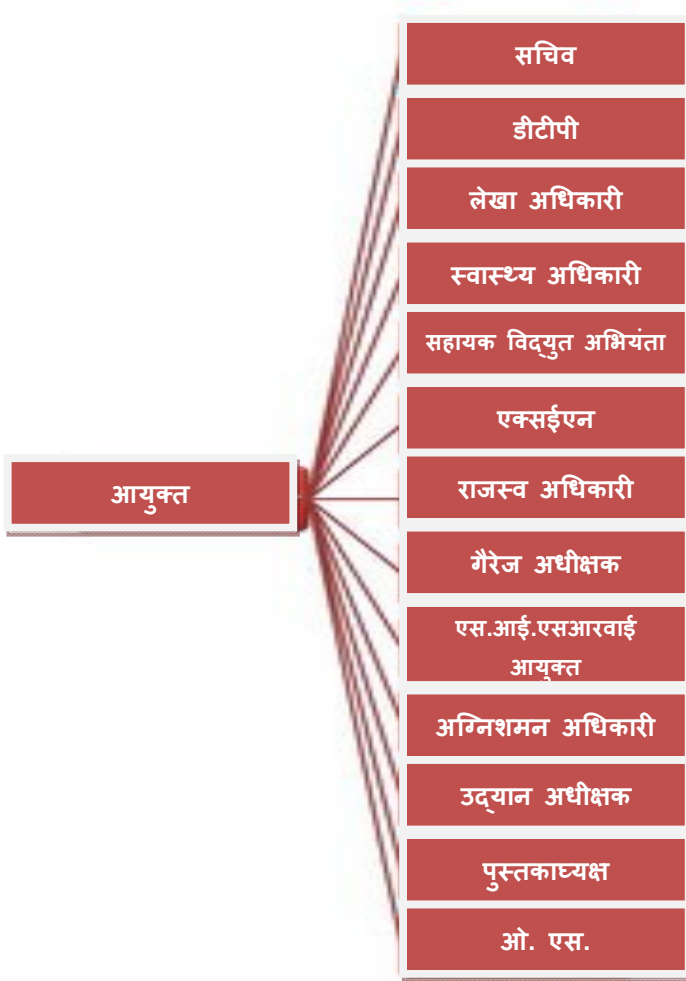 सचिव
डीटीपी
लेखा अधिकारी
स्वास्थ्य अधिकारी
सहायक विद्युत अभियंता
एक्सईएन
आयुक्त
राजस्व अधिकारी
गैरेज अधीक्षक
एस.आई.एसआरवाई
आयुक्त
अग्निशमन अधिकारी
उद्यान अधीक्षक
पुस्तकाघ्यक्ष
ओ. एस.